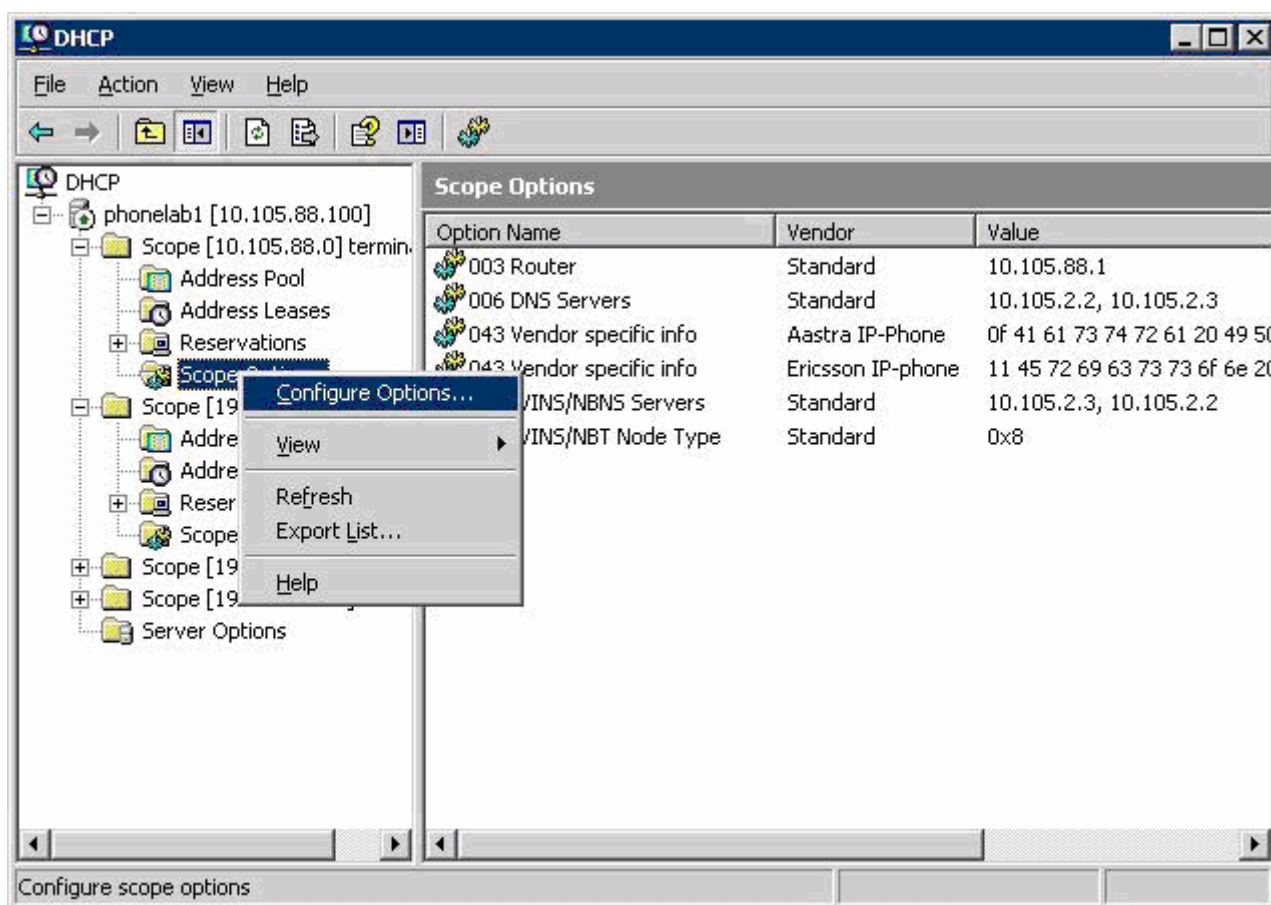 DHCP
File Action View Help
DHCP
phonelab1 [10.105.88.100]
Scope [10.105.88.0] termin
Address Pool
Address Leases
Reservations
Scope
Scope [19
Addre
Addre
Reser
Scope
Scope [19
Scope [19
Server Options
Configure Options...
View
Refresh
Export List...
Help
Scope Options
Option Name Vendor Value
003 Router Standard 10.105.88.1
006 DNS Servers Standard 10.105.2.2, 10.105.2.3
043 Vendor specific info Aastra IP-Phone 0f 41 61 73 74 72 61 20 49 50
043 Vendor specific info Ericsson IP-phone 11 45 72 69 63 73 73 6f 6e 20
WINS/NBNS Servers Standard 10.105.2.3, 10.105.2.2
WINS/NBT Node Type Standard 0x8
Configure scope options